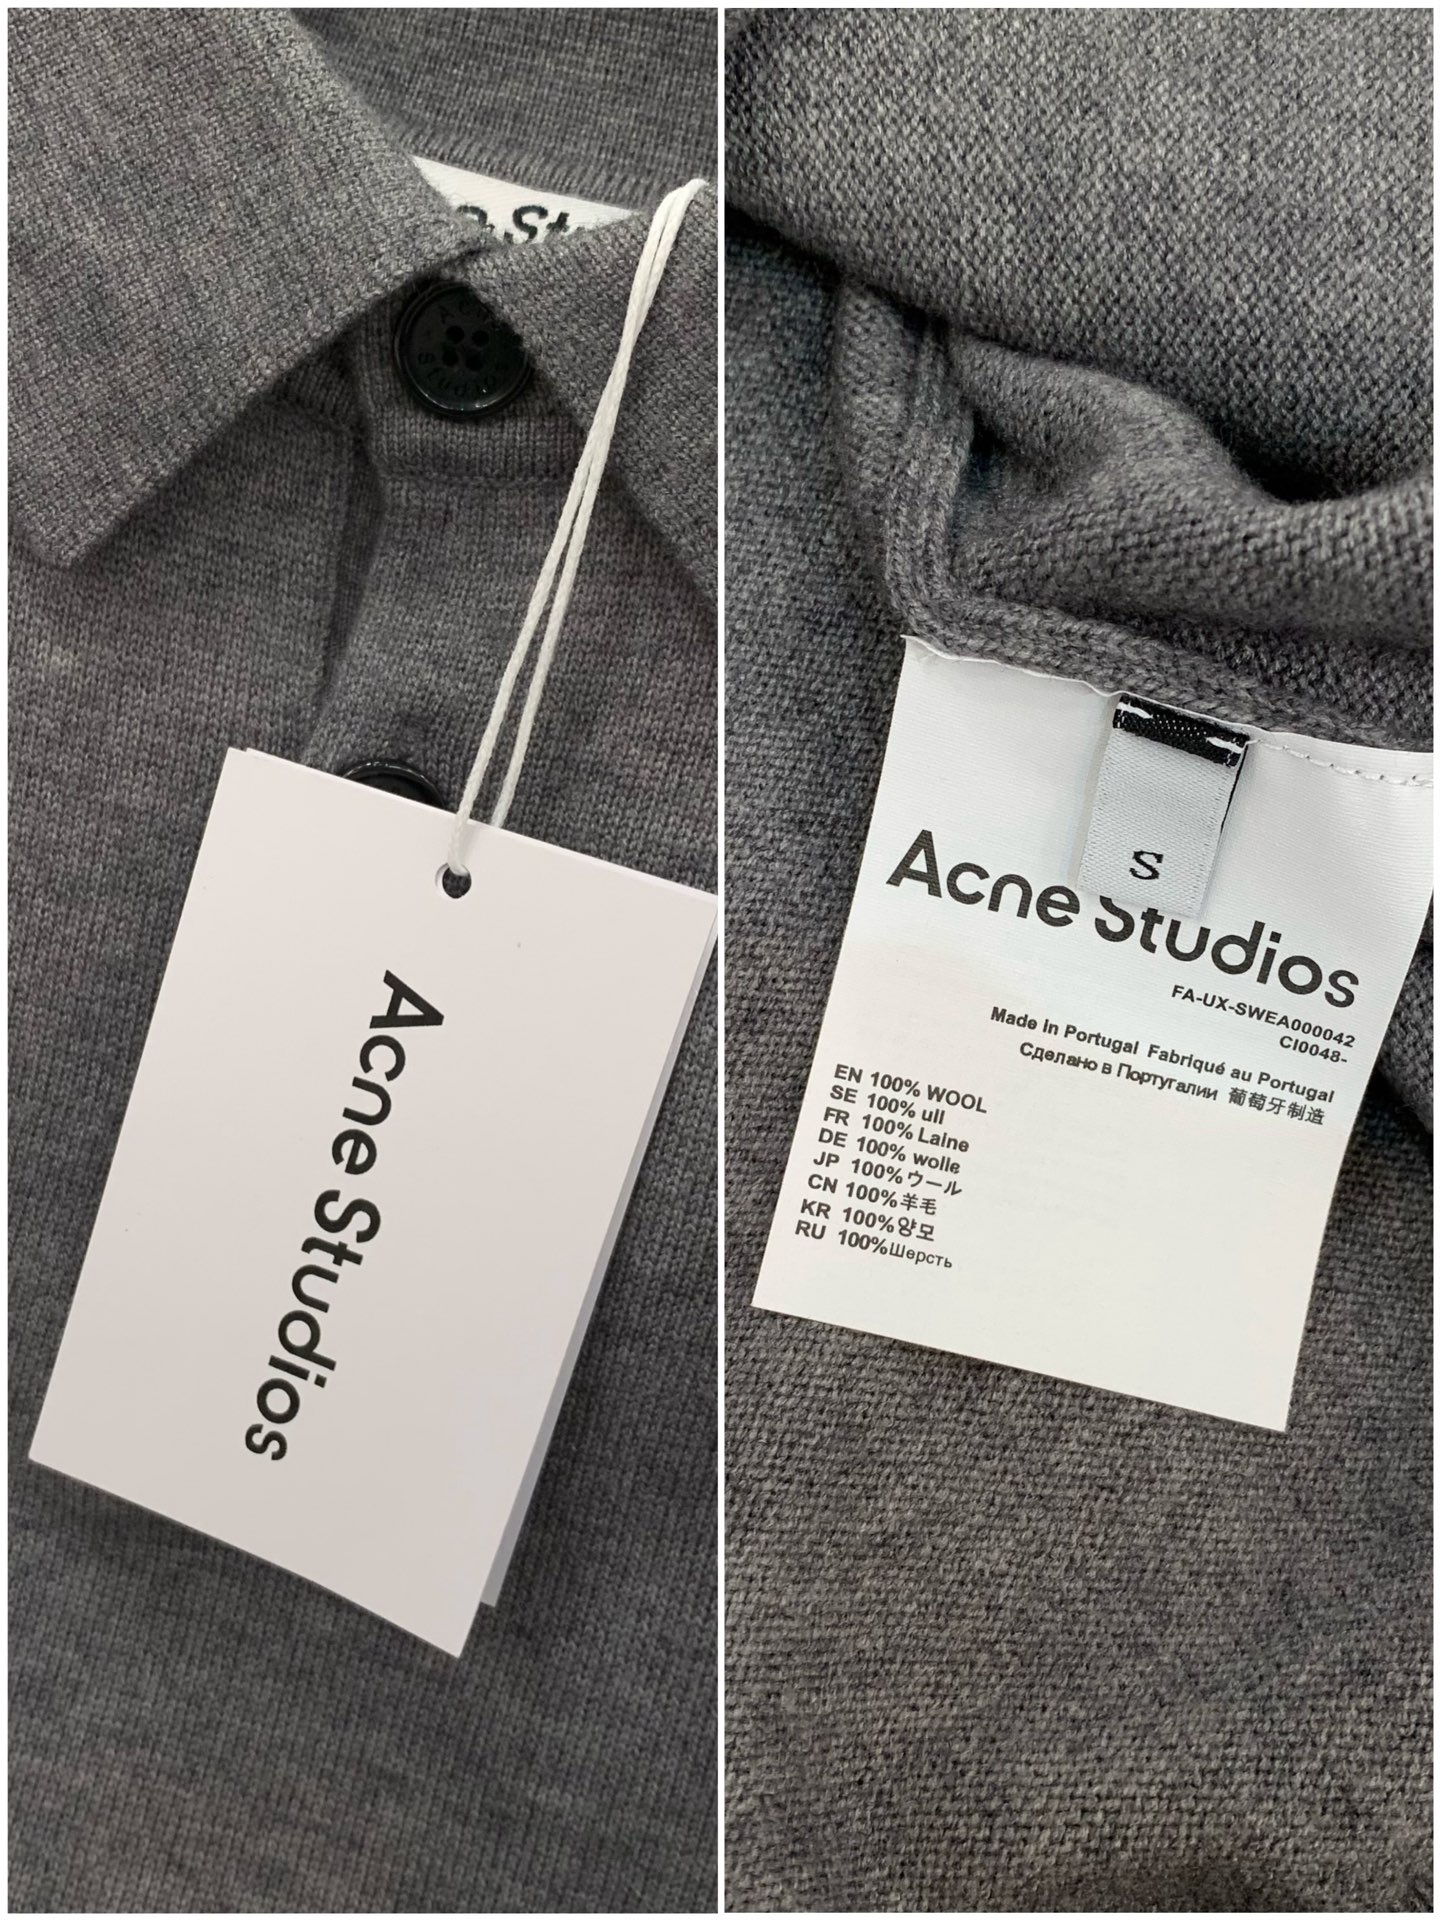 Acne
Studios
Acne Studios
S
Acne Studios
FA-UX-SWEA000042
CI0048-
Made in Portugal Fabriqué au Portugal
Сделано в Португалии 葡萄牙制造
EN 100% WOOL
SE 100% ull
FR 100% Laine
DE 100% wolle
JP 100%ウール
CN 100%羊毛
KR 100%양모
RU 100%Шерсть